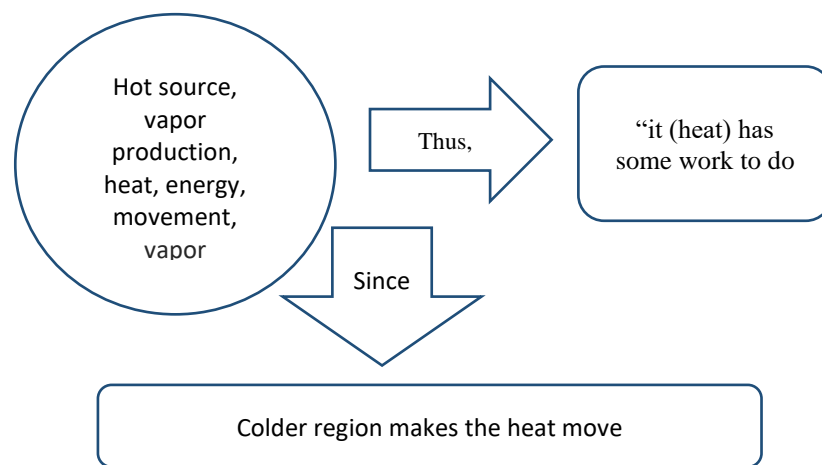 Hot source,
vapor
production,
heat, energy,
movement,
vapor
Thus,
“it (heat) has
some work to do
Since
Colder region makes the heat move